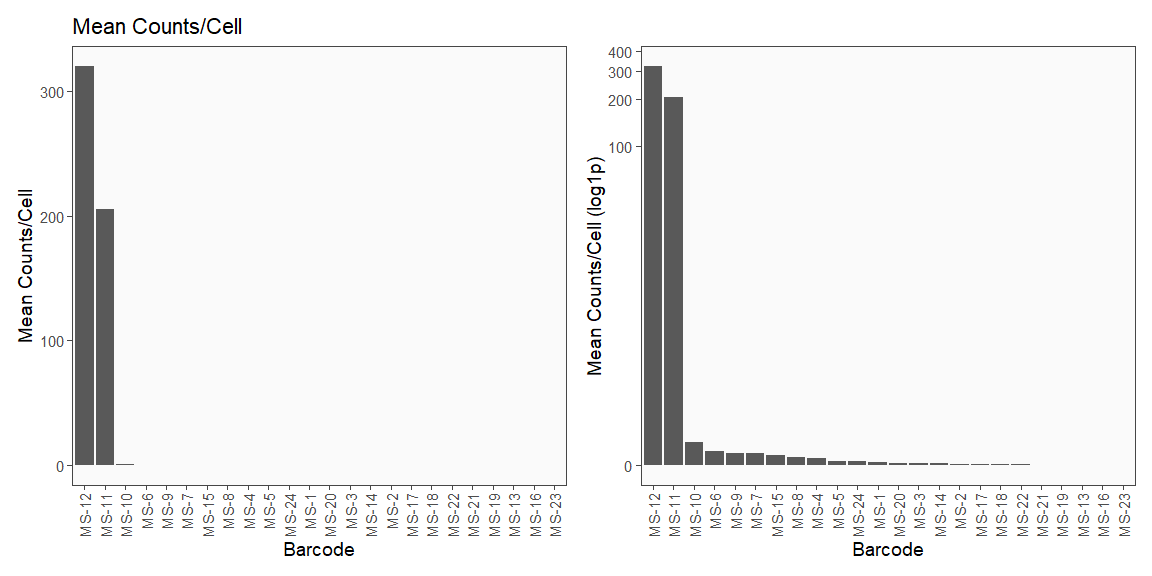 Mean Counts/Cell
Mean Counts/Cell
300
200
100
0
MS-12
MS-11
MS-10
MS-6
MS-9
MS-7
MS-15
MS-8
MS-4
MS-5
MS-24
MS-1
MS-20
MS-3
MS-14
MS-2
MS-17
MS-18
MS-22
MS-21
MS-19
MS-13
MS-16
MS-23
Barcode
Mean Counts/Cell (log1p)
400
300
200
100
0
MS-12
MS-11
MS-10
MS-6
MS-9
MS-7
MS-15
MS-8
MS-4
MS-5
MS-24
MS-1
MS-20
MS-3
MS-14
MS-2
MS-17
MS-18
MS-22
MS-21
MS-19
MS-13
MS-16
MS-23
Barcode